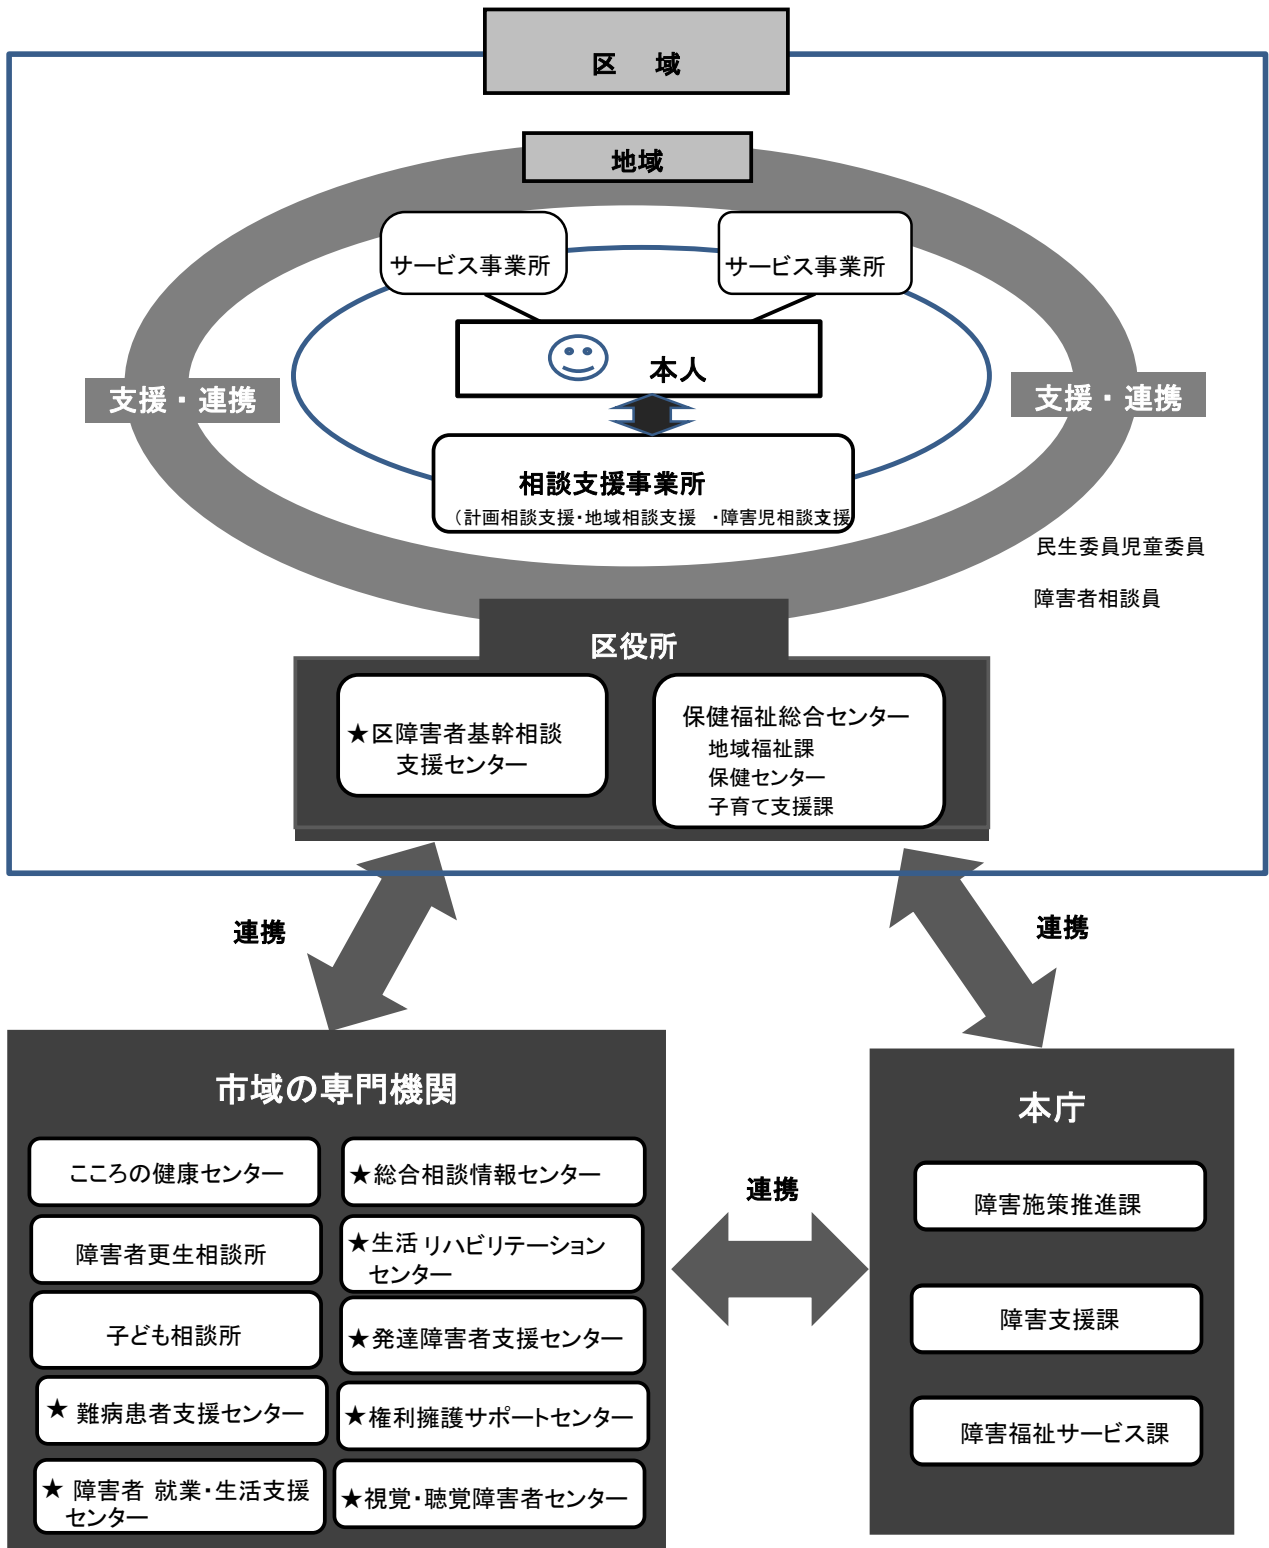 区　域
地域
サービス事業所
サービス事業所
本人
支援・連携
支援・連携
相談支援事業所
（計画相談支援・地域相談支援　・障害児相談支援
民生委員児童委員
障害者相談員
区役所
★区障害者基幹相談
支援センター
保健福祉総合センター
地域福祉課
保健センター
子育て支援課
連携
連携
市域の専門機関
こころの健康センター
★総合相談情報センター
障害者更生相談所
★生活リハビリテーション
センター
子ども相談所
★発達障害者支援センター
★ 難病患者支援センター
★権利擁護サポートセンター
★ 障害者 就業・生活支援
センター
★視覚・聴覚障害者センター
連携
本庁
障害施策推進課
障害支援課
障害福祉サービス課